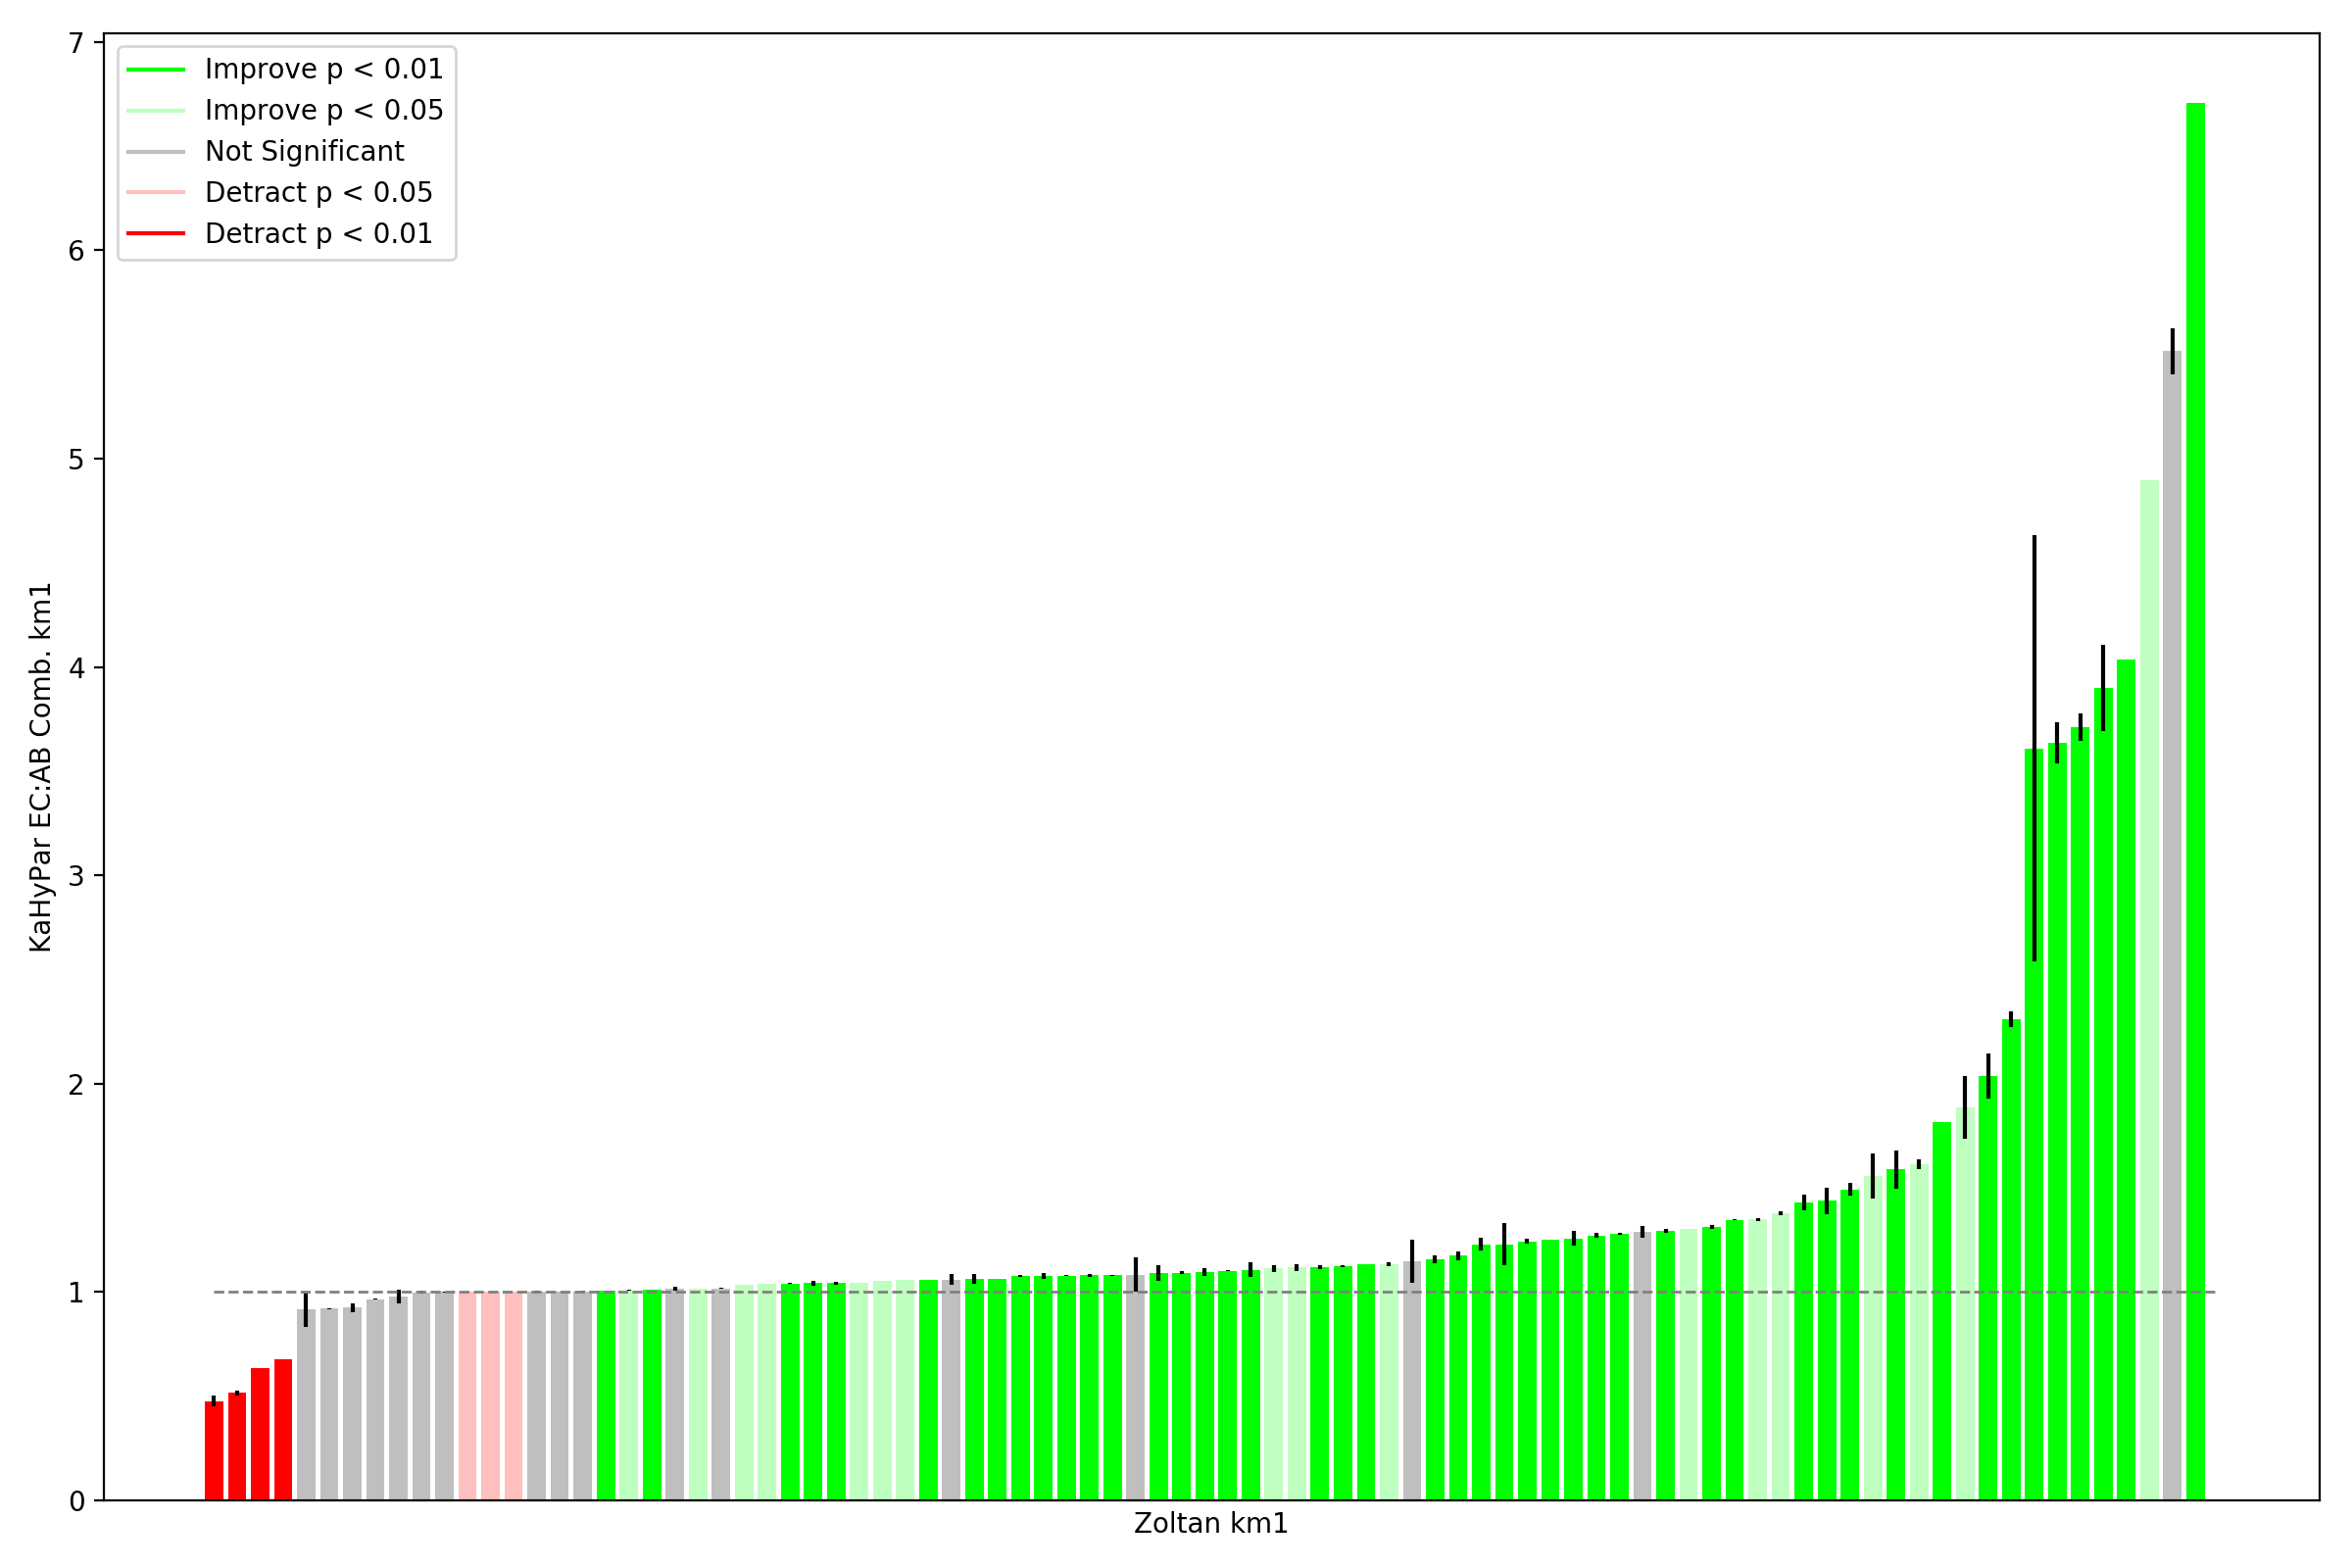 7
6
5
4
3
2
1
0
KaHyPar EC:AB Comb. km1
Improve p < 0.01
Improve p < 0.05
Not Significant
Detract p < 0.05
Detract p < 0.01
Zoltan km1